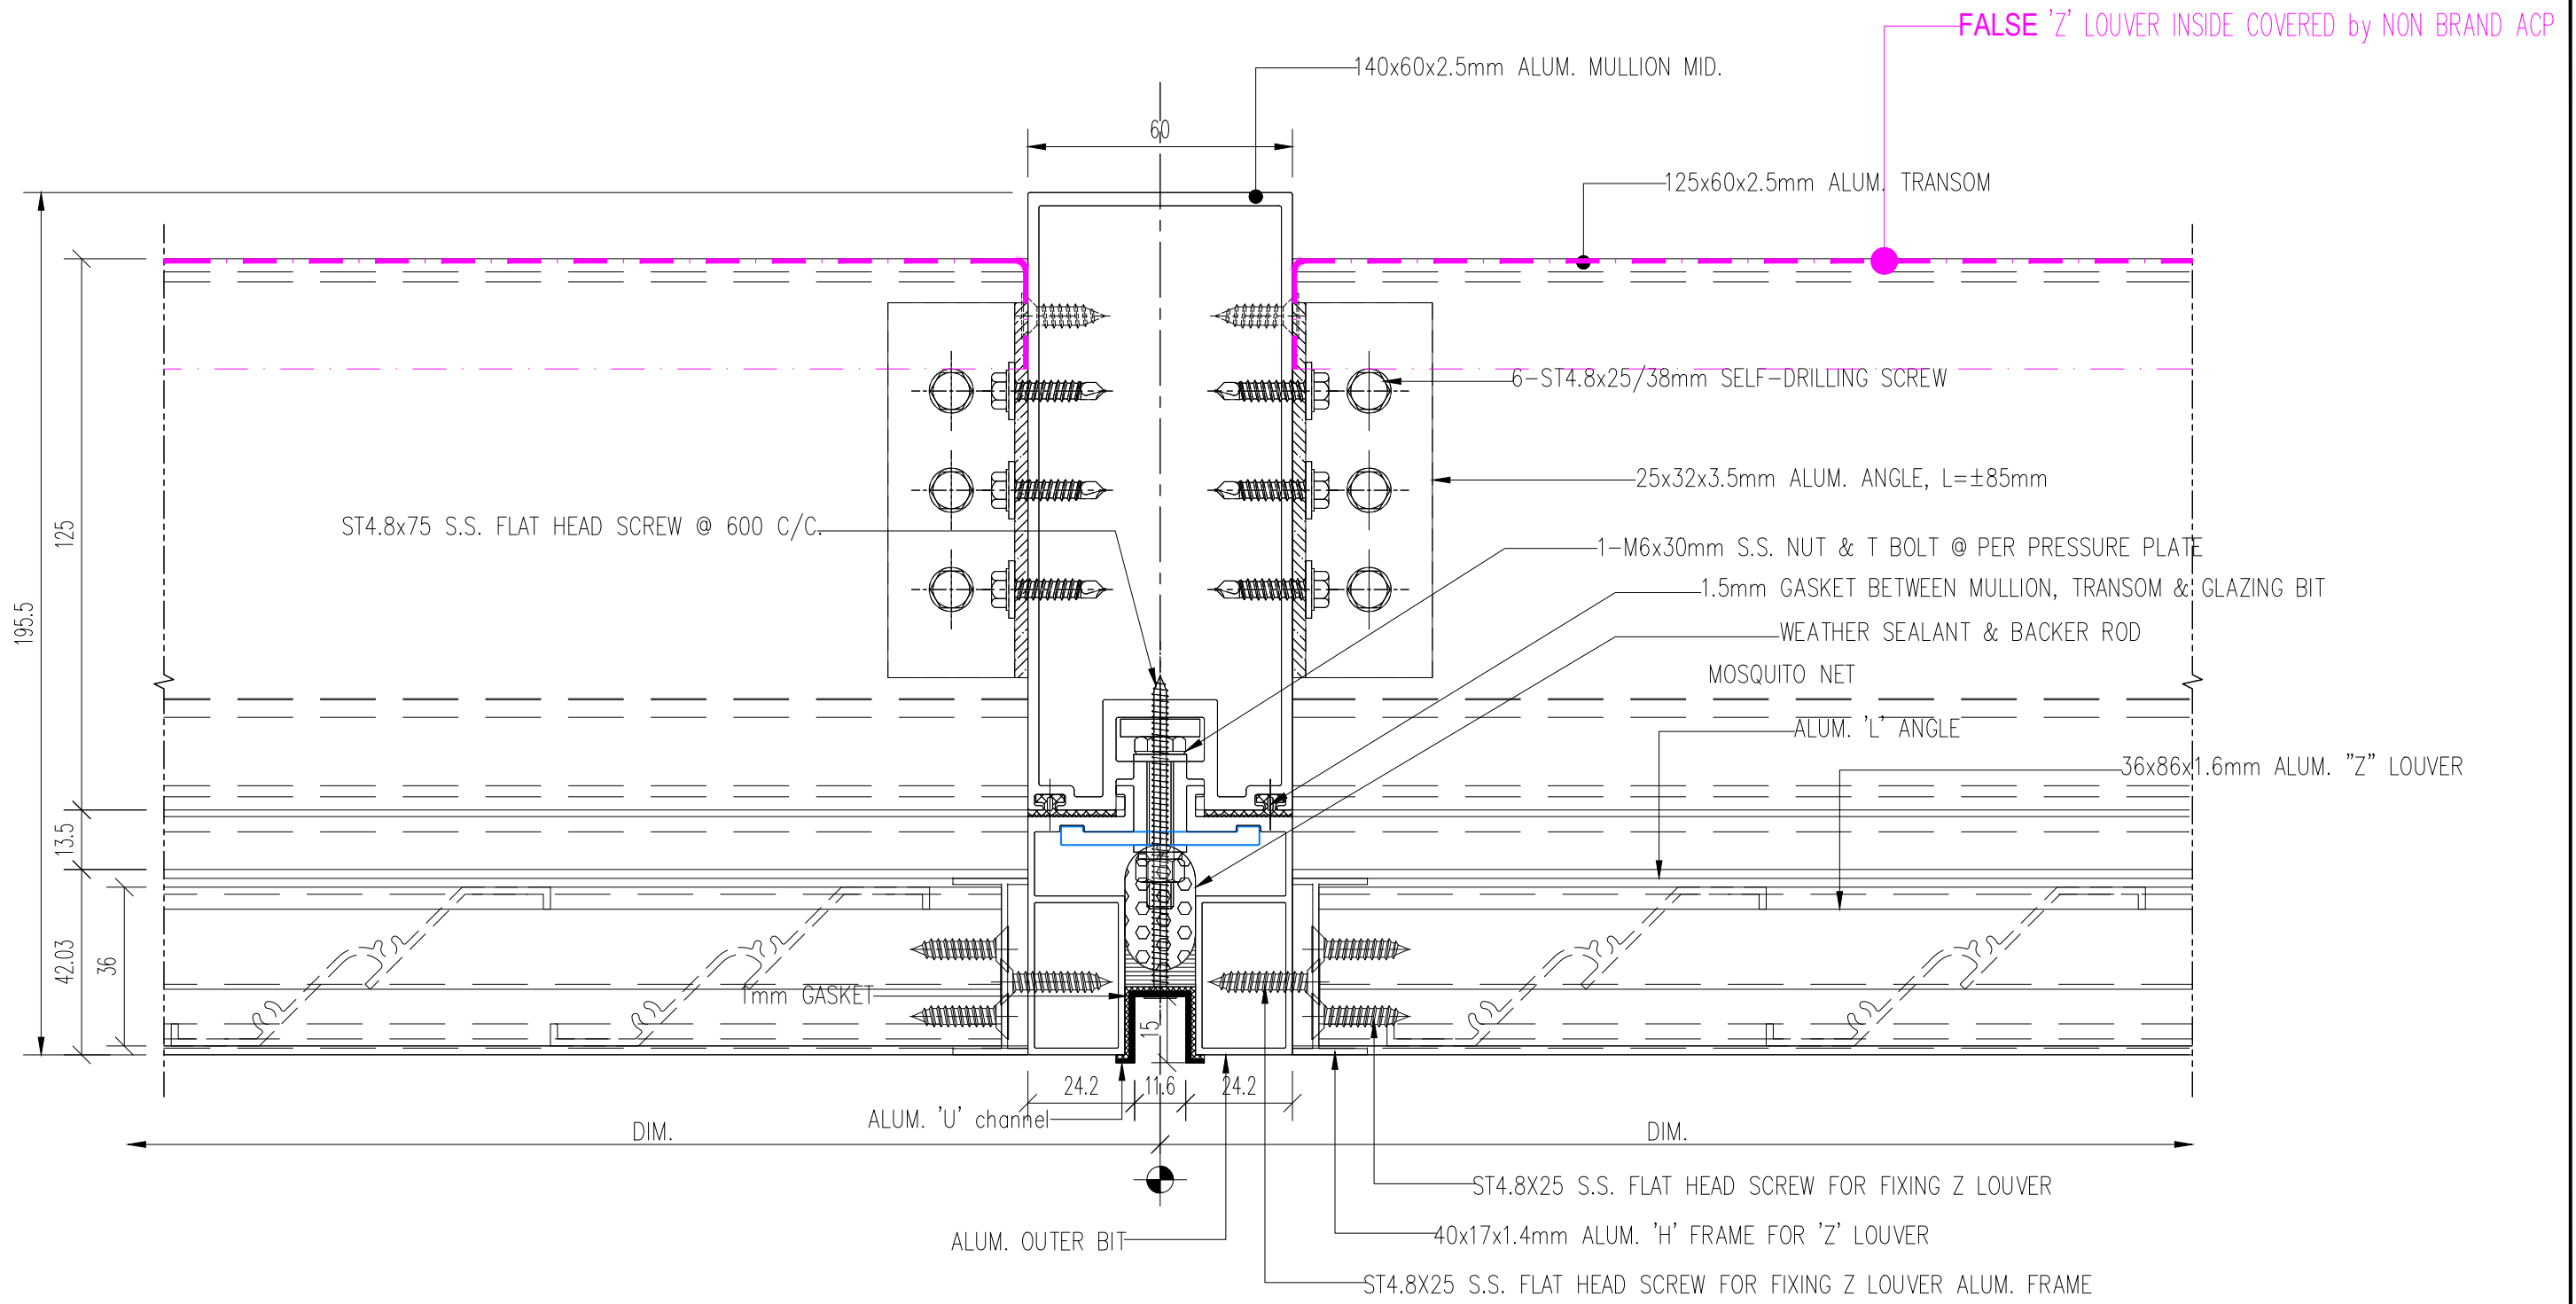 FALSE 'Z' LOUVER INSIDE COVERED by NON BRAND ACP
140x60x2.5mm ALUM. MULLION MID.
60
125x60x2.5mm ALUM. TRANSOM
6-ST4.8x25/38mm SELF-DRILLING SCREW
25x32x3.5mm ALUM. ANGLE, L=±85mm
ST4.8x75 S.S. FLAT HEAD SCREW @ 600 C/C.
1-M6x30mm S.S. NUT & T BOLT @ PER PRESSURE PLATE
1.5mm GASKET BETWEEN MULLION, TRANSOM & GLAZING BIT
WEATHER SEALANT & BACKER ROD
MOSQUITO NET
ALUM. 'L' ANGLE
36x86x1.6mm ALUM. "Z" LOUVER
195.5
125
13.5
42.03
36
1mm GASKET
15
24.2
11.6
24.2
ALUM. 'U' channel
DIM.
DIM.
ST4.8X25 S.S. FLAT HEAD SCREW FOR FIXING Z LOUVER
ALUM. OUTER BIT
40x17x1.4mm ALUM. 'H' FRAME FOR 'Z' LOUVER
ST4.8X25 S.S. FLAT HEAD SCREW FOR FIXING Z LOUVER ALUM. FRAME